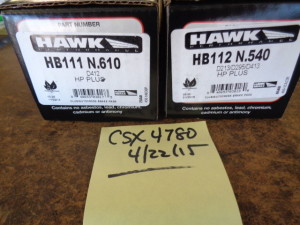 PART NUMBER
HAWK
HB111 N.610
D412
HP PLUS
Contains no asbestos, lead, chromium,
cadmium or antimony
HAWK
HB112 N.540
HP PLUS
Contains no asbestos, lead, chromium,
cadmium or antimony
CSX 4780
4/22/15